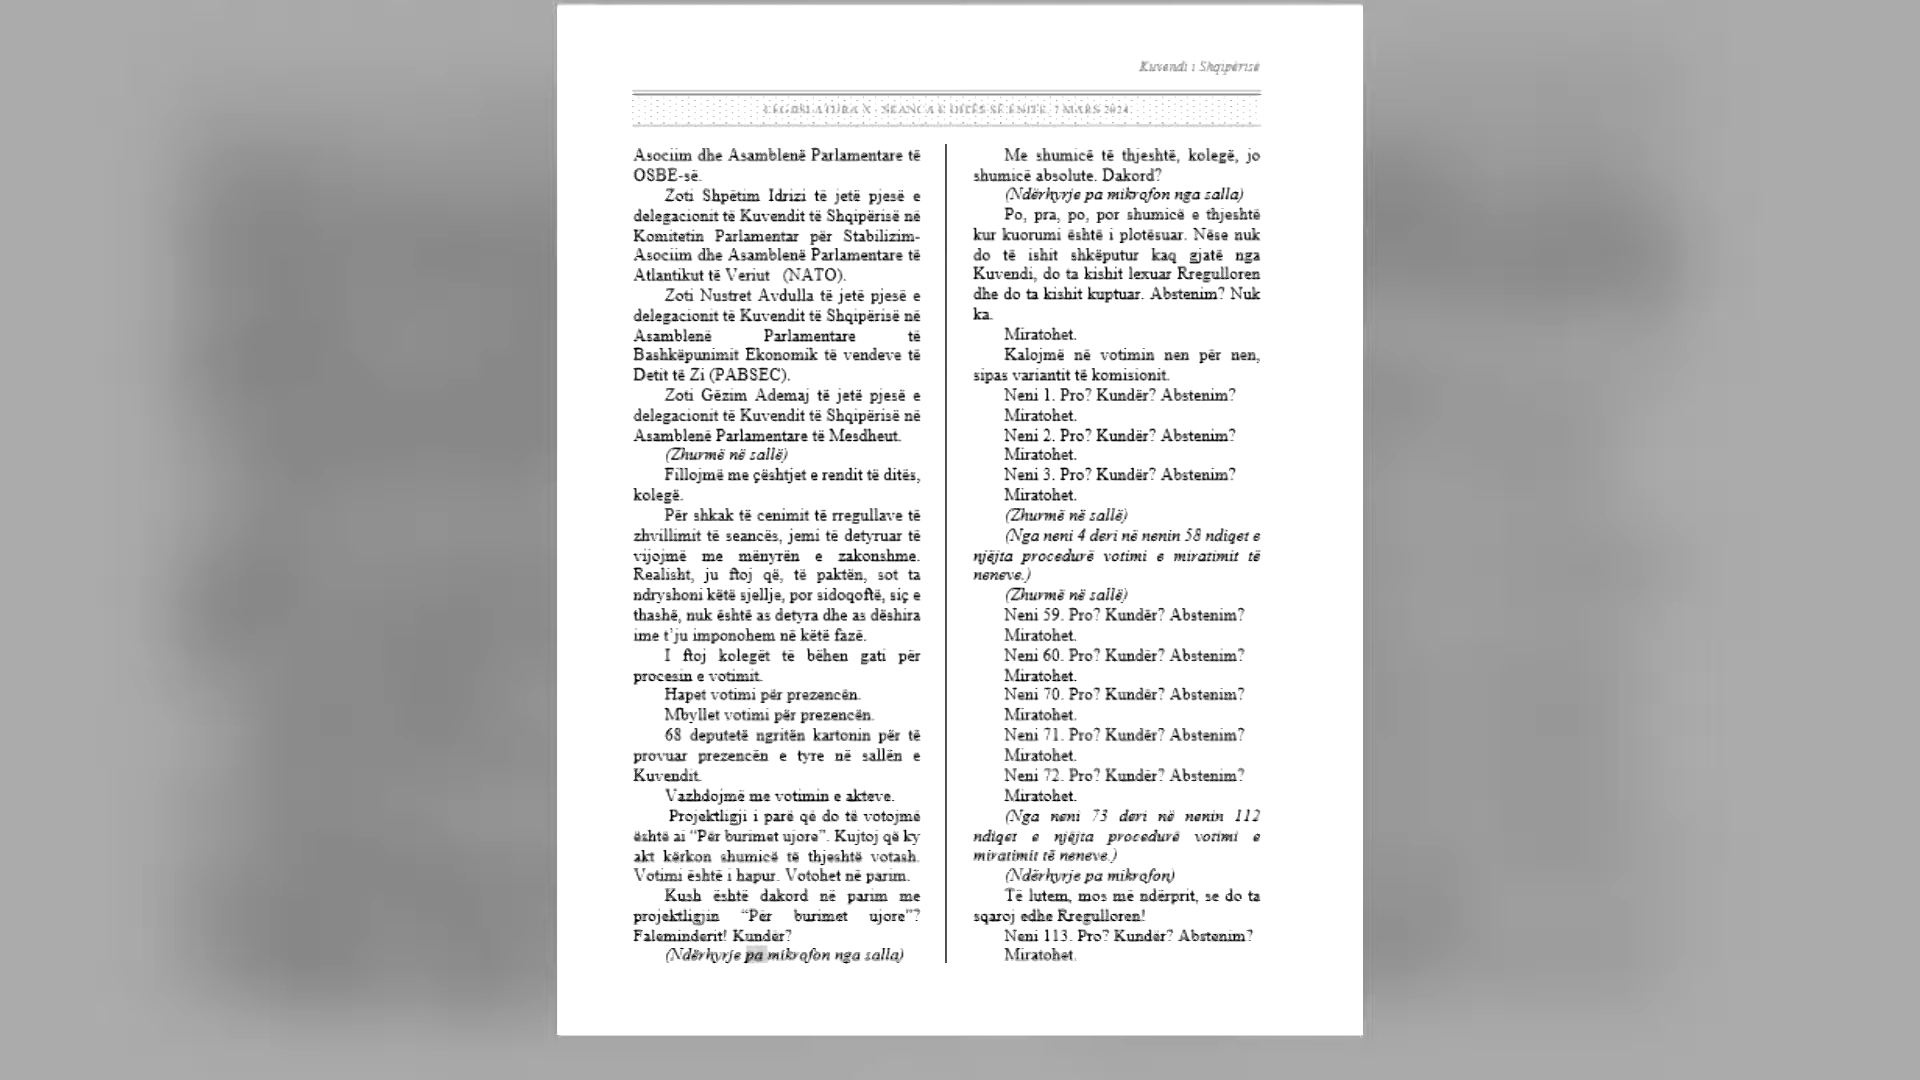 Kuvendi i Shqipërisë
LEGJISLATURA X - SEANCA E DITËS SË ENJTE, 7 MARS 2024
Asociim dhe Asamblenë Parlamentare të
OSBE-së.
Zoti Shpëtim Idrizi të jetë pjesë e
delegacionit të Kuvendit të Shqipërisë në
Komitetin Parlamentar për Stabilizim-
Asociim dhe Asamblenë Parlamentare të
Atlantikut të Veriut (NATO).
Zoti Nustret Avdulla të jetë pjesë e
delegacionit të Kuvendit të Shqipërisë në
Asamblenë Parlamentare të
Bashkëpunimit Ekonomik të vendeve të
Detit të Zi (PABSEC).
Zoti Gëzim Ademaj të jetë pjesë e
delegacionit të Kuvendit të Shqipërisë në
Asamblenë Parlamentare të Mesdheut.
(Zhurmë në sallë)
Fillojmë me çështjet e rendit të ditës,
kolegë.
Për shkak të cenimit të rregullave të
zhvillimit të seancës, jemi të detyruar të
vijojmë me mënyrën e zakonshme.
Realisht, ju ftoj që, të paktën, sot ta
ndryshoni këtë sjellje, por sidoqoftë, siç e
thashë, nuk është as detyra dhe as dëshira
ime t’ju imponohem në këtë fazë.
I ftoj kolegët të bëhen gati për
procesin e votimit.
Hapet votimi për prezencën.
Mbyllet votimi për prezencën.
68 deputetë ngritën kartonin për të
provuar prezencën e tyre në sallën e
Kuvendit.
Vazhdojmë me votimin e akteve.
Projektligji i parë që do të votojmë
është ai “Për burimet ujore”. Kujtoj që ky
akt kërkon shumicë të thjeshtë votash.
Votimi është i hapur. Votohet në parim.
Kush është dakord në parim me
projektligjin “Për burimet ujore”?
Faleminderit! Kundër?
(Ndërhyrje pa mikrofon nga salla)
Me shumicë të thjeshtë, kolegë, jo
shumicë absolute. Dakord?
(Ndërhyrje pa mikrofon nga salla)
Po, pra, po, por shumicë e thjeshtë
kur kuorumi është i plotësuar. Nëse nuk
do të ishit shkëputur kaq gjatë nga
Kuvendi, do ta kishit lexuar Rregulloren
dhe do ta kishit kuptuar. Abstenim? Nuk
ka.
Miratohet.
Kalojmë në votimin nen për nen,
sipas variantit të komisionit.
Neni 1. Pro? Kundër? Abstenim?
Miratohet.
Neni 2. Pro? Kundër? Abstenim?
Miratohet.
Neni 3. Pro? Kundër? Abstenim?
Miratohet.
(Zhurmë në sallë)
(Nga neni 4 deri në nenin 58 ndiqet e
njëjta procedurë votimi e miratimit të
neneve.)
(Zhurmë në sallë)
Neni 59. Pro? Kundër? Abstenim?
Miratohet.
Neni 60. Pro? Kundër? Abstenim?
Miratohet.
Neni 70. Pro? Kundër? Abstenim?
Miratohet.
Neni 71. Pro? Kundër? Abstenim?
Miratohet.
Neni 72. Pro? Kundër? Abstenim?
Miratohet.
(Nga neni 73 deri në nenin 112
ndiqet e njëjta procedurë votimi e
miratimit të neneve.)
(Ndërhyrje pa mikrofon)
Të lutem, mos më ndërprit, se do ta
sqaroj edhe Rregulloren!
Neni 113. Pro? Kundër? Abstenim?
Miratohet.